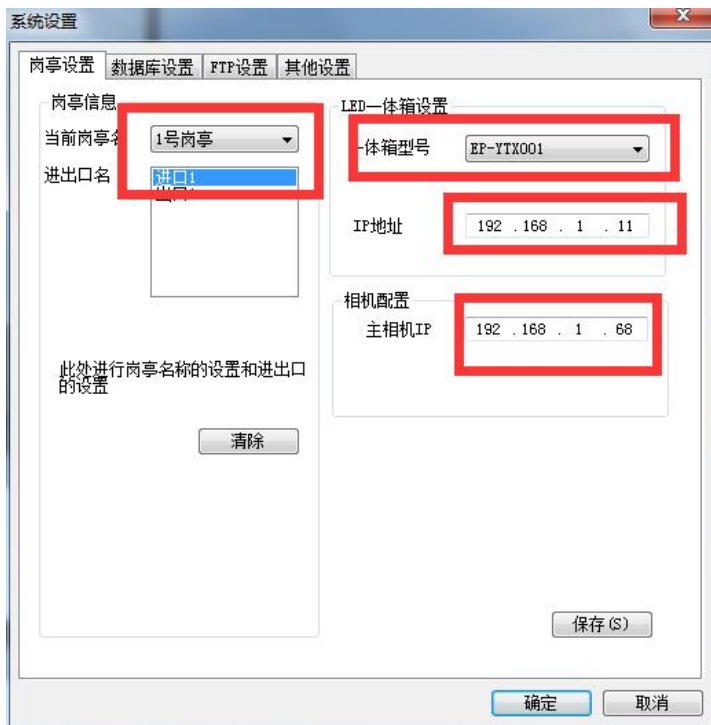 系统设置
岗亭设置 数据库设置 FTP设置 其他设置
岗亭信息
当前岗亭名 1号岗亭
进出口名 进口1
此处进行岗亭名称的设置和进出口
的设置
清除
LED一体箱设置
一体箱型号 EP-YTX001
IP地址 192 . 168 . 1 . 11
相机配置
主相机IP 192 . 168 . 1 . 68
保存(S)
确定 取消